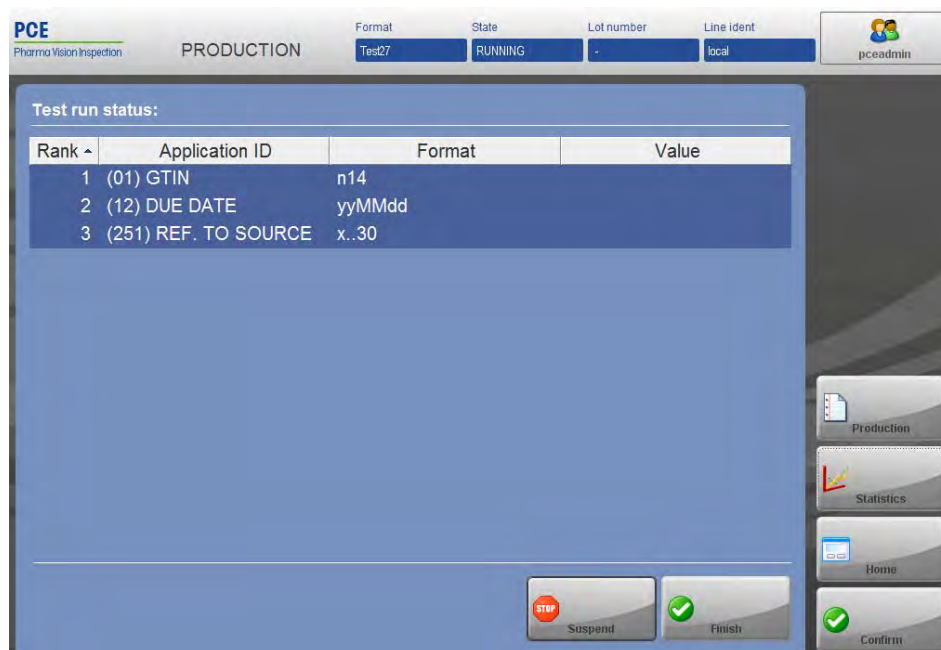 PCE
Pharma Vision Inspection
PRODUCTION
Format State Lot number Line ident
Test27 RUNNING - local
pceadmin
Test run status:
Rank Application ID Format Value
1 (01) GTIN n14
2 (12) DUE DATE yyMMdd
3 (251) REF. TO SOURCE x..30
Production
Statistics
Home
STOP
Suspend
Finish
Confirm